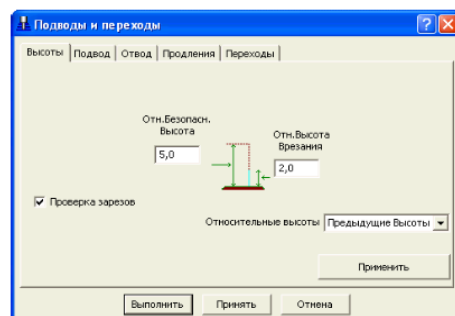 Подводы и переходы
Высоты Подвод Отвод Продления Переходы
Отн.Безопасн.
Высота
5,0
Отн.Высота
Врезания
2,0
Проверка зарезов
Относительные высоты Предыдущие Высоты
Применить
Выполнить Принять Отмена